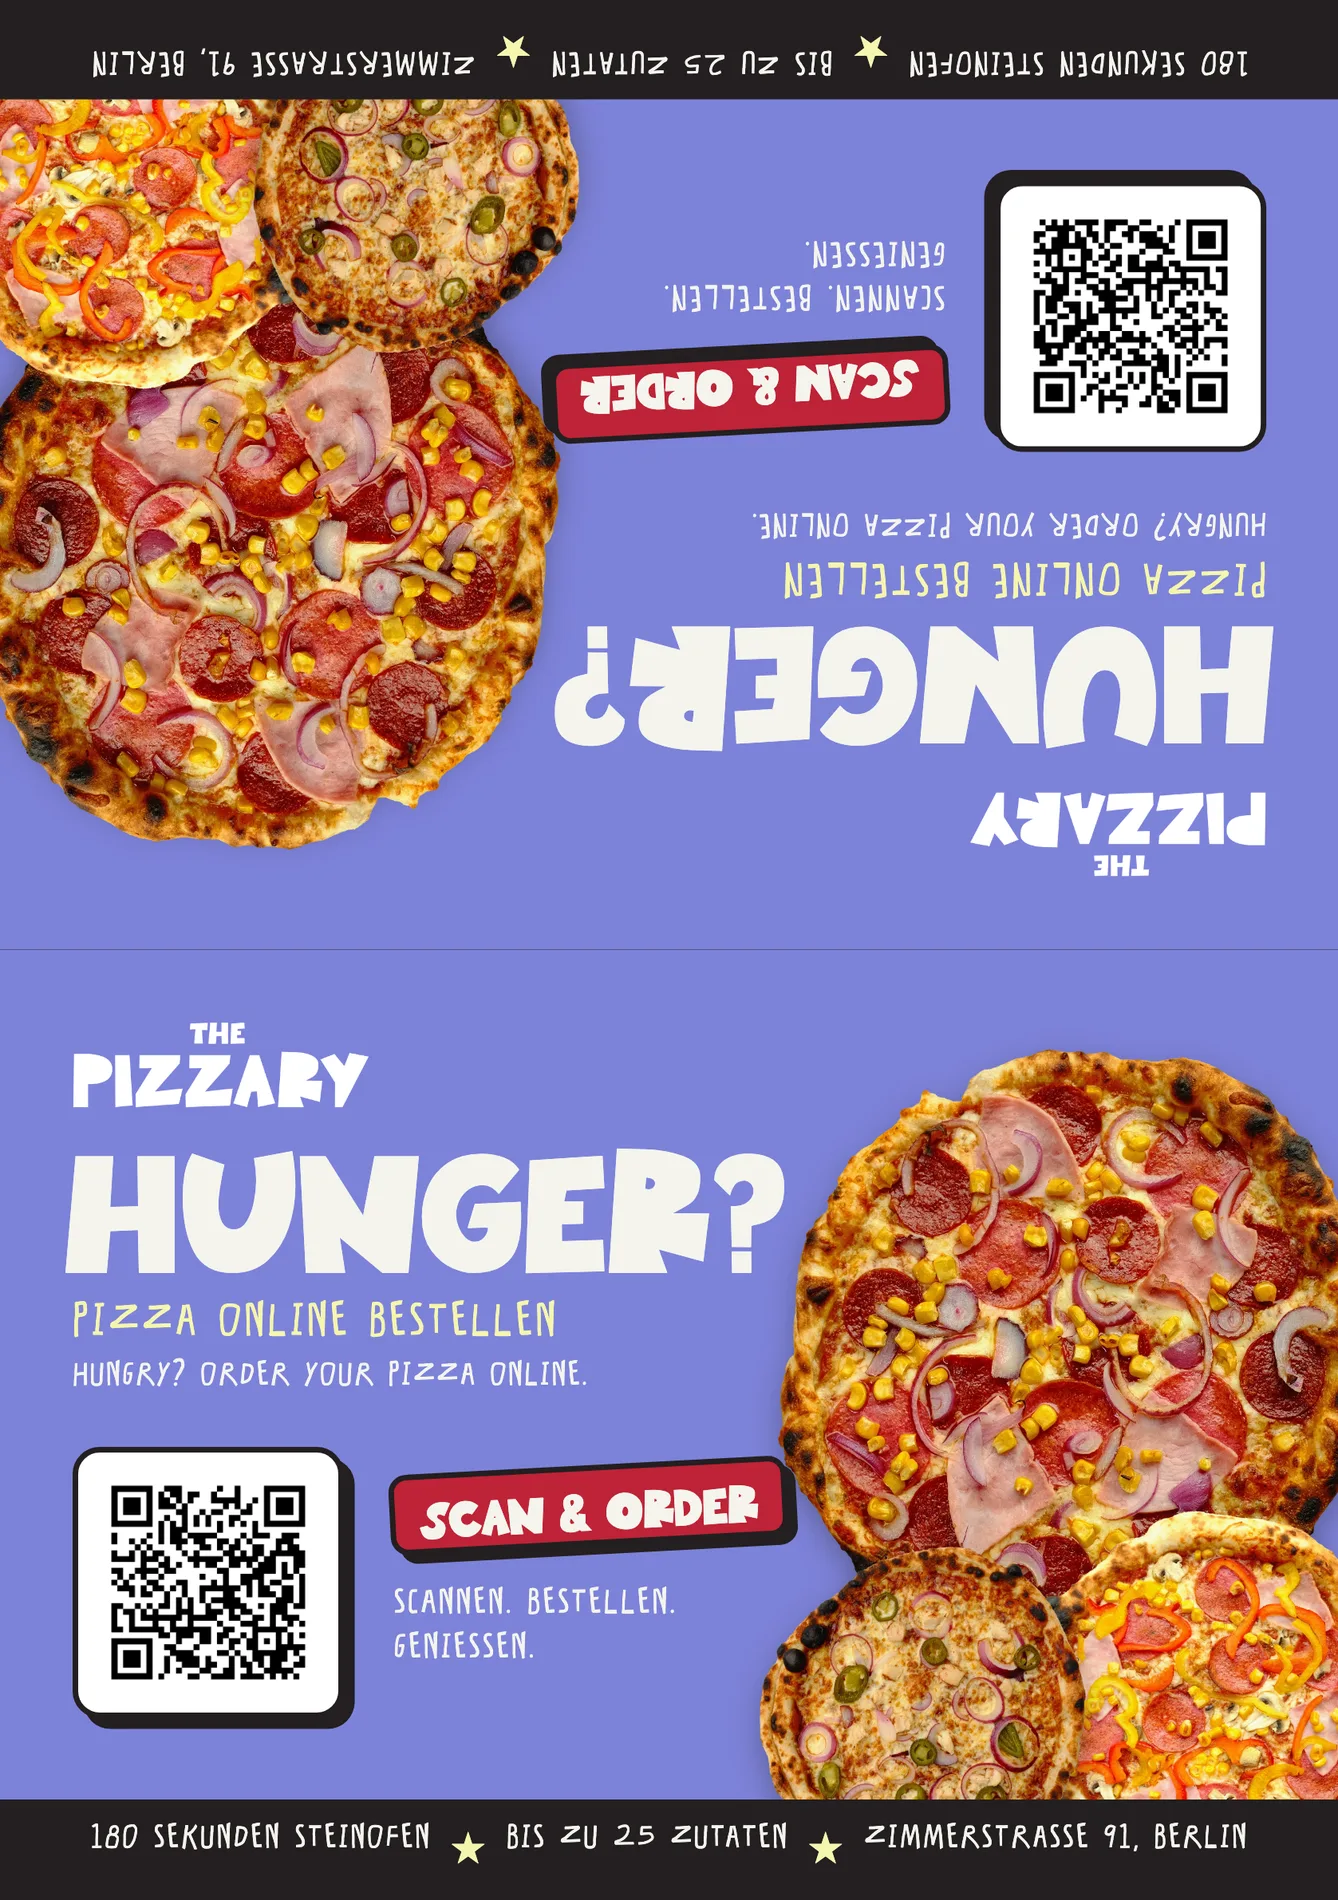 180 SEKUNDEN STEINOFEN ★ BIS ZU 25 ZUTATEN ★ ZIMMERSTRASSE 91, BERLIN
SCANNEN. BESTELLEN.
GENIESSEN.
SCAN & ORDER
HUNGRY? ORDER YOUR PIZZA ONLINE.
PIZZA ONLINE BESTELLEN
HUNGER?
THE
PIZZARY
THE
PIZZARY
HUNGER?
PIZZA ONLINE BESTELLEN
HUNGRY? ORDER YOUR PIZZA ONLINE.
SCAN & ORDER
SCANNEN. BESTELLEN.
GENIESSEN.
180 SEKUNDEN STEINOFEN ★ BIS ZU 25 ZUTATEN ★ ZIMMERSTRASSE 91, BERLIN